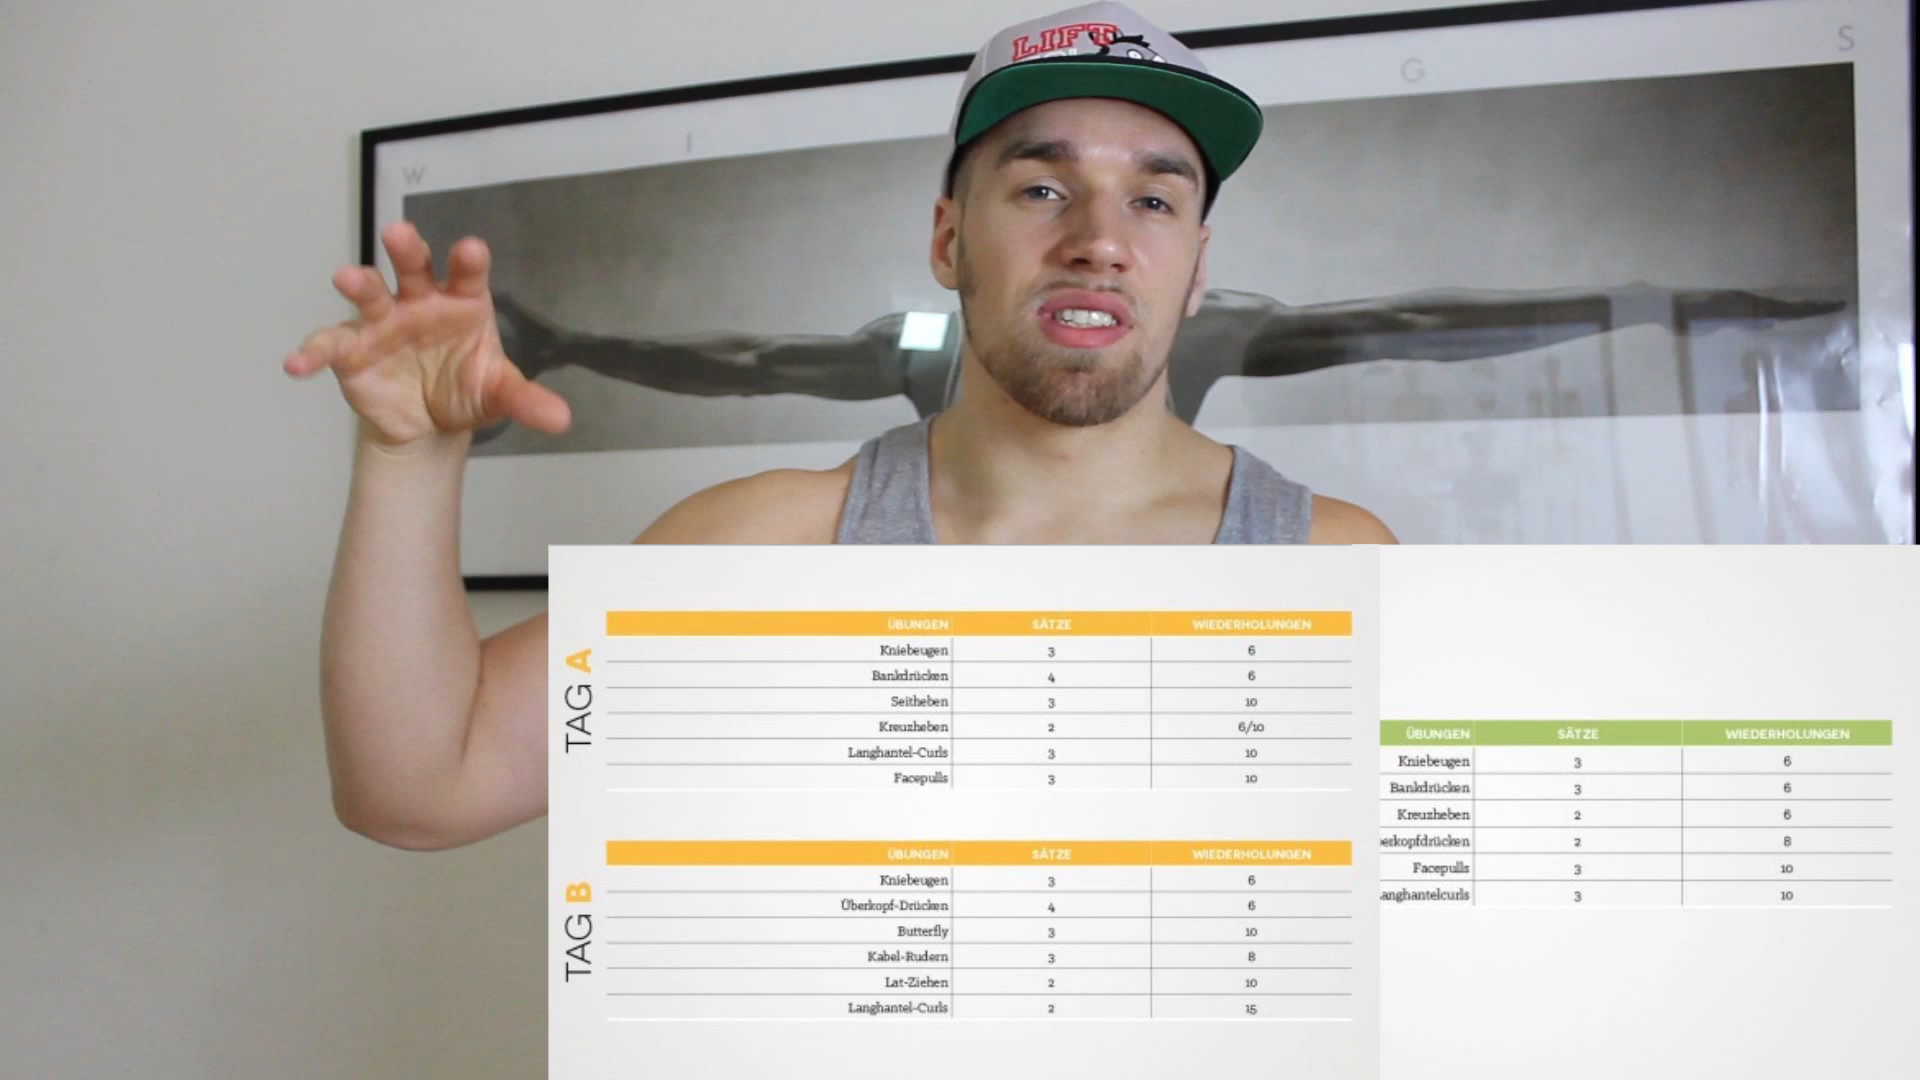 LIFT
W I G S
TAG A
ÜBUNGEN SÄTZE WIEDERHOLUNGEN
Kniebeugen 3 6
Bankdrücken 4 6
Seitheben 3 10
Kreuzheben 2 6/10
Langhantel-Curls 3 10
Facepulls 3 10
TAG B
ÜBUNGEN SÄTZE WIEDERHOLUNGEN
Kniebeugen 3 6
Überkopf-Drücken 4 6
Butterfly 3 10
Kabel-Rudern 3 8
Lat-Ziehen 2 10
Langhantel-Curls 2 15
ÜBUNGEN SÄTZE WIEDERHOLUNGEN
Kniebeugen 3 6
Bankdrücken 3 6
Kreuzheben 2 6
erkopfdrücken 2 8
Facepulls 3 10
anghantelcurls 3 10